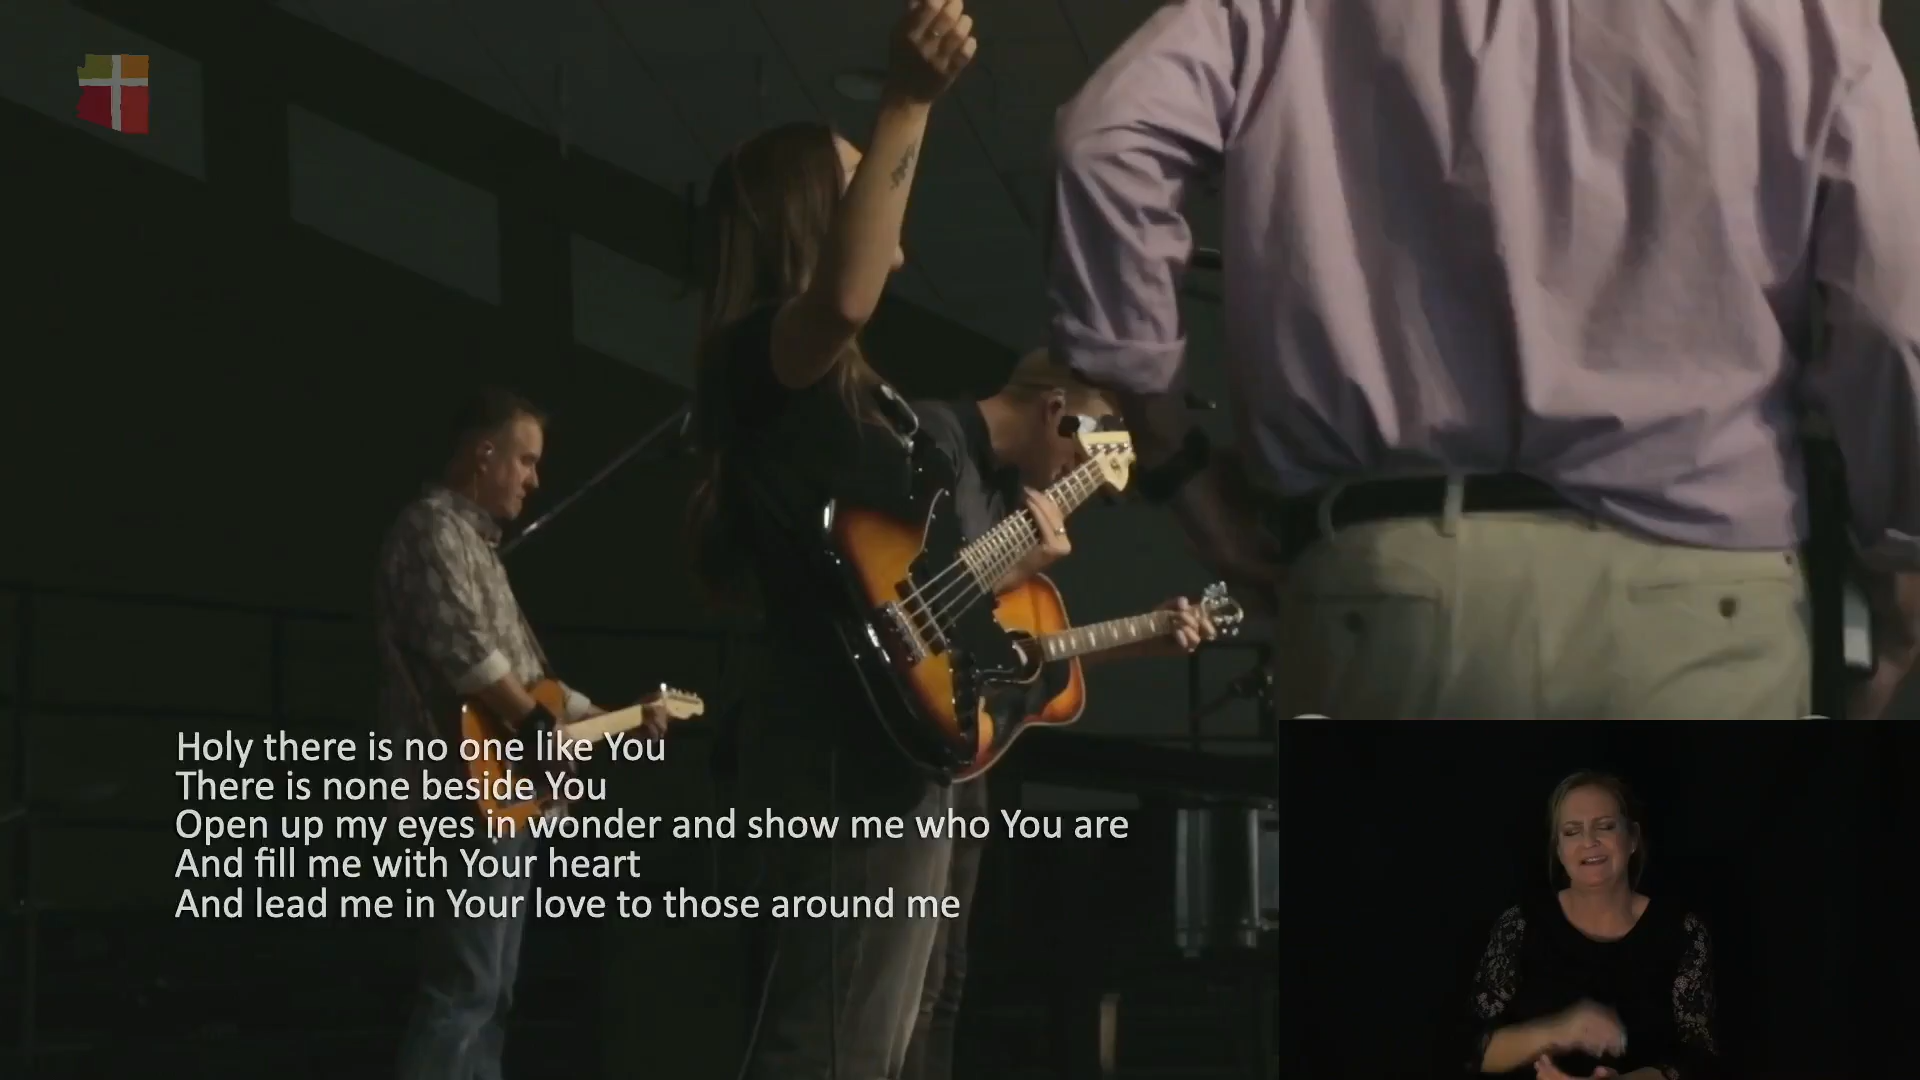 Holy there is no one like You
There is none beside You
Open up my eyes in wonder and show me who You are
And fill me with Your heart
And lead me in Your love to those around me